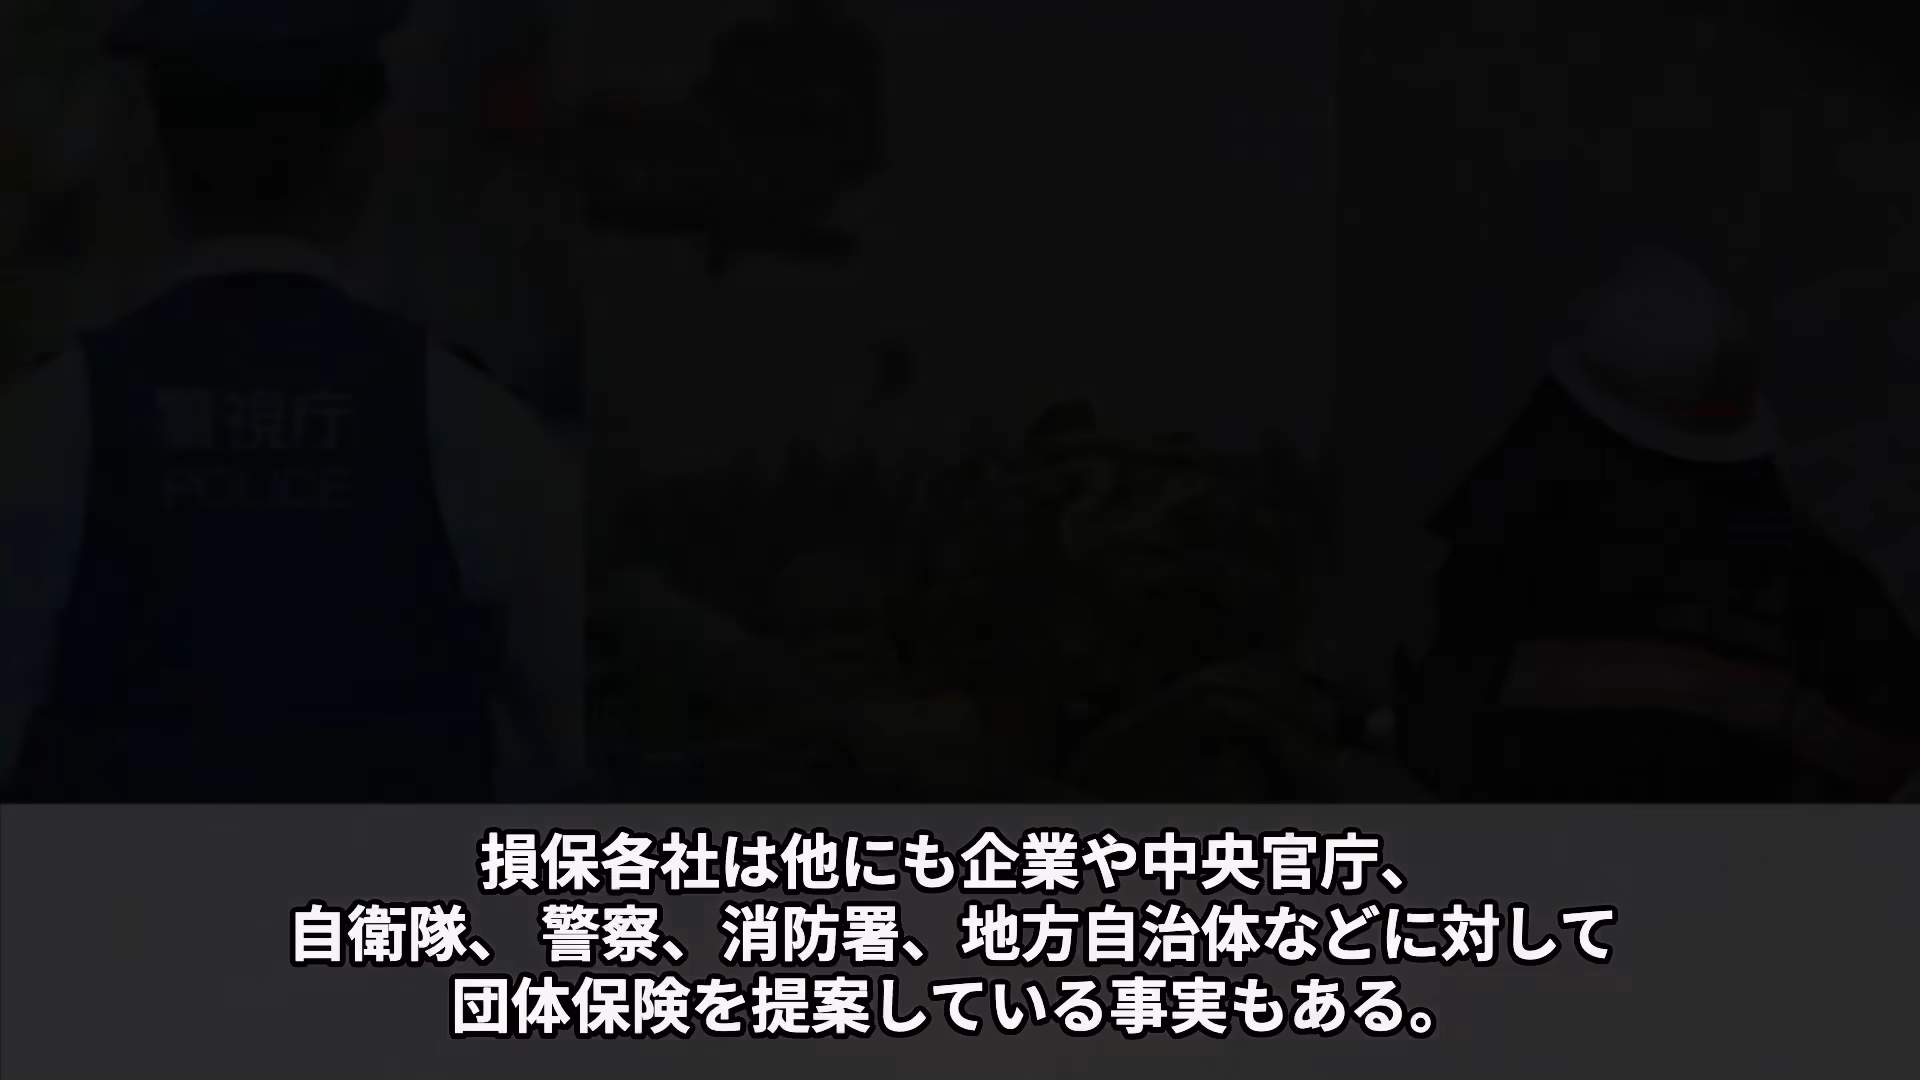 警視庁
POLICE
損保各社は他にも企業や中央官庁、
自衛隊、 警察、消防署、地方自治体などに対して
団体保険を提案している事実もある。